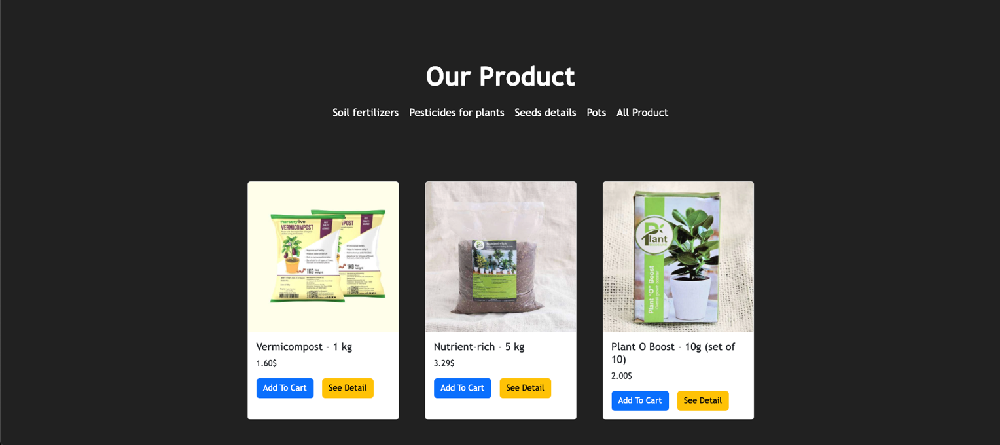 Our Product
Soil fertilizers Pesticides for plants Seeds details Pots All Product
nurserylive
VERMICOMPOST
1KG
1KG
Nutrient-rich
Plant
Plant "O" Boost
Vermicompost - 1 kg
1.60$
Add To Cart See Detail
Nutrient-rich - 5 kg
3.29$
Add To Cart See Detail
Plant O Boost - 10g (set of
10)
2.00$
Add To Cart See Detail